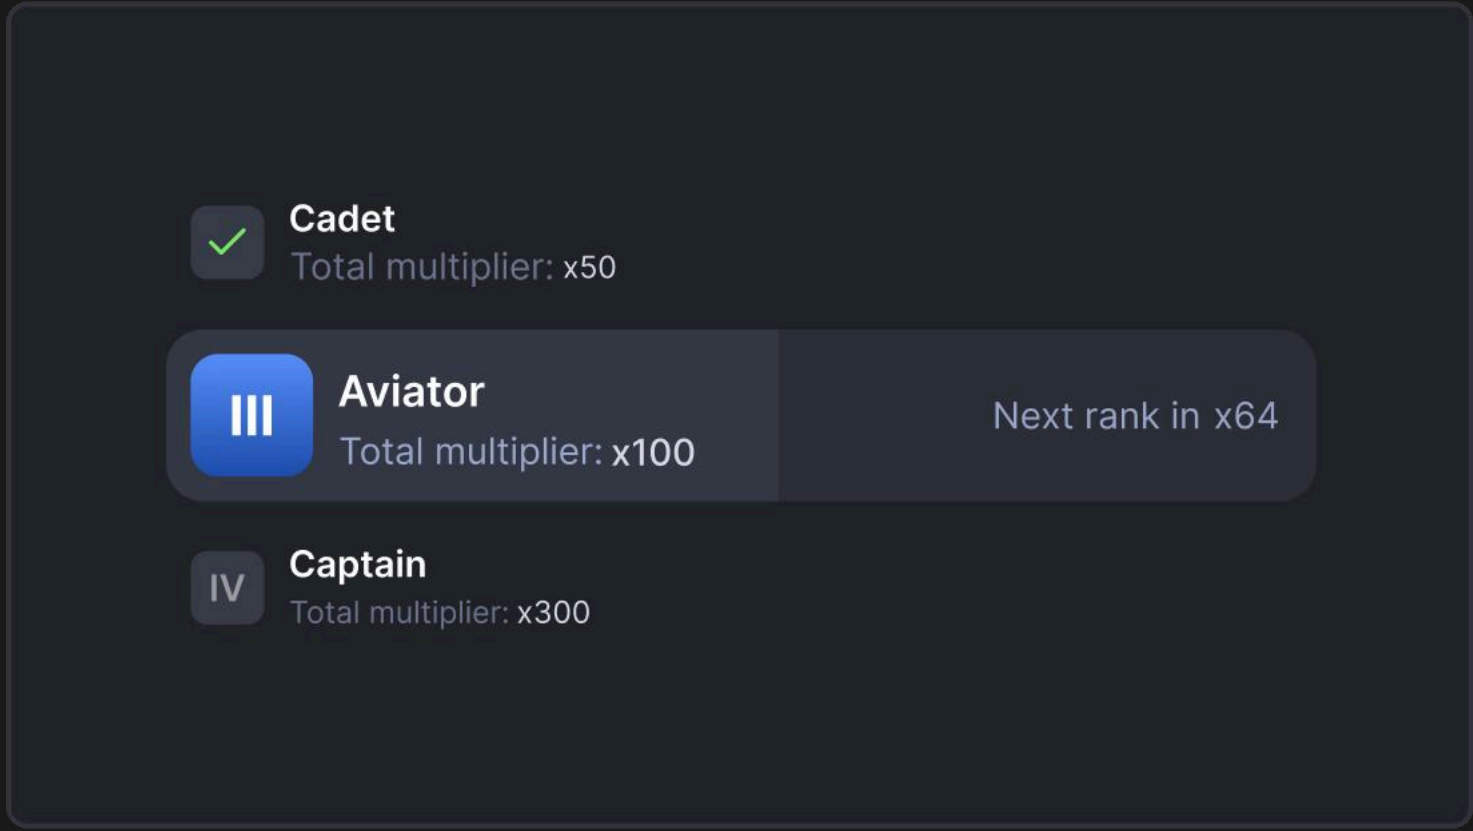 Cadet
Total multiplier: x50
III
Aviator
Total multiplier: x100
Next rank in x64
IV
Captain
Total multiplier: x300